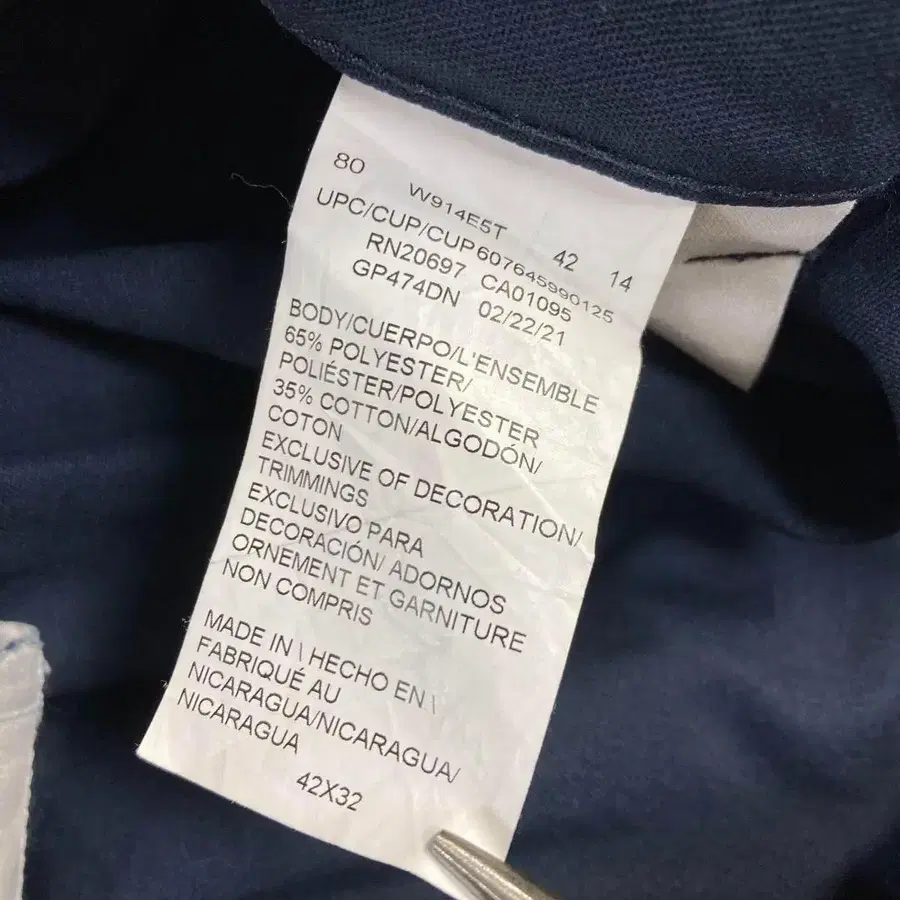 80 W914E5T 42 14
UPC/CUP/CUP607645990125
RN20697 CA01095
GP474DN 02/22/21
BODY/CUERPO/L'ENSEMBLE
65% POLYESTER/
POLIÉSTER/POLYESTER
35% COTTON/ALGODÓN/
COTON
EXCLUSIVE OF DECORATION/
TRIMMINGS
EXCLUSIVO PARA
DECORACIÓN/ ADORNOS
ORNEMENT ET GARNITURE
NON COMPRIS
MADE IN \ HECHO EN \
FABRIQUÉ AU
NICARAGUA/NICARAGUA/
NICARAGUA
42X32